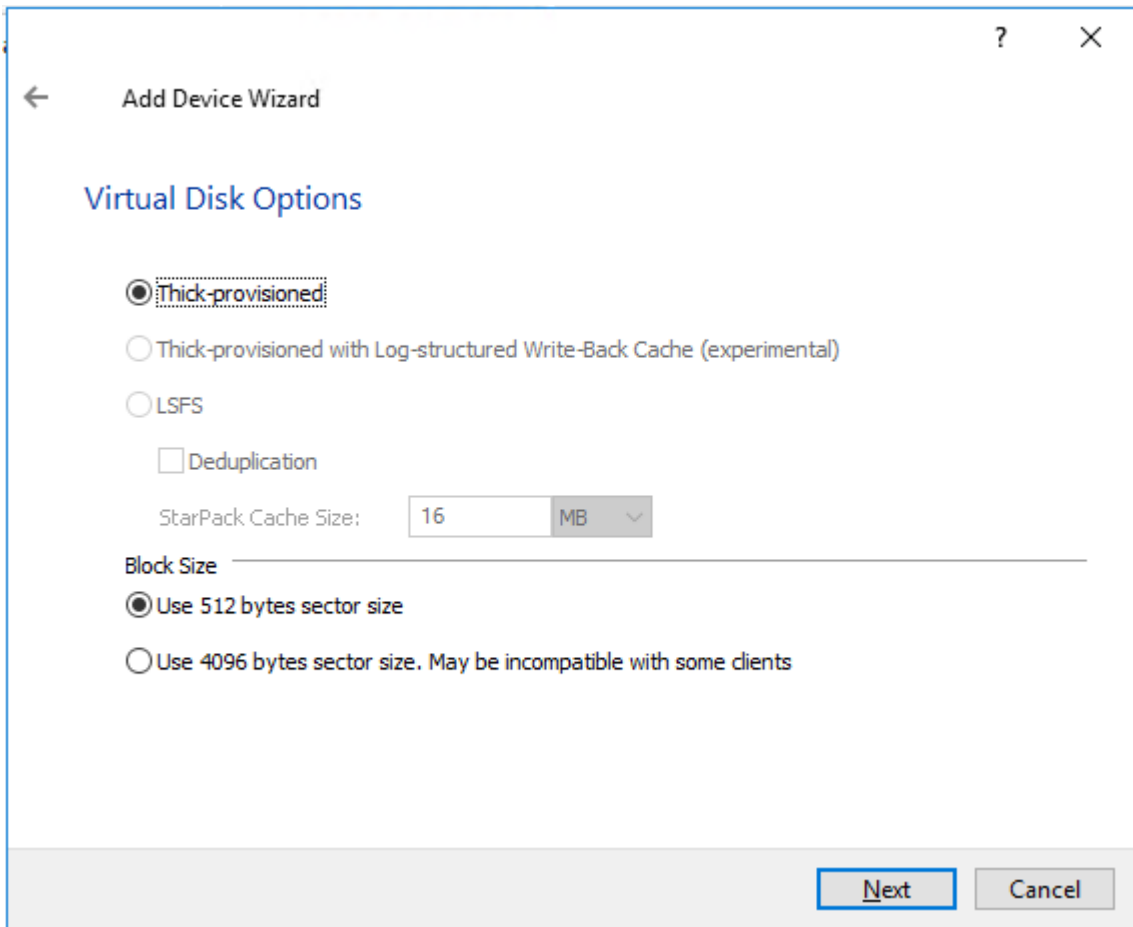 ?
Add Device Wizard
Virtual Disk Options
Thick-provisioned
Thick-provisioned with Log-structured Write-Back Cache (experimental)
LSFS
Deduplication
StarPack Cache Size: 16 MB
Block Size
Use 512 bytes sector size
Use 4096 bytes sector size. May be incompatible with some clients
Next Cancel